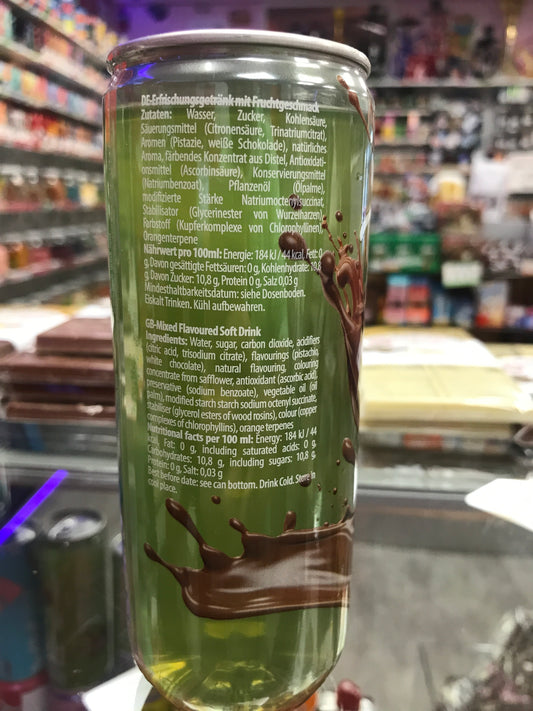 DE-Erfrischungsgetränk mit Fruchtgeschmack
Zutaten: Wasser, Zucker, Kohlensäure,
Säuerungsmittel (Citronensäure, Trinatriumcitrat),
Aromen (Pistazie, weiße Schokolade), natürliches
Aroma, färbendes Konzentrat aus Distel, Antioxidati-
onsmittel (Ascorbinsäure), Konservierungsmittel
(Natriumbenzoat), Pflanzenöl (Ölpalme),
modifizierte Stärke Natriumoctenylsuccinat,
Stabilisator (Glycerinester von Wurzelharzen),
Farbstoff (Kupferkomplexe von Chlorophyllinen)
Orangenterpene
Nährwert pro 100ml: Energie: 184 kJ / 44 kcal, Fett: 0
g, Davon gesättigte Fettsäuren: 0 g, Kohlenhydrate: 10,8
g, Davon Zucker: 10,8 g, Protein 0 g, Salz 0,03 g
Mindesthaltbarkeitsdatum: siehe Dosenboden.
Eiskalt Trinken. Kühl aufbewahren.
GB-Mixed Flavoured Soft Drink
Ingredients: Water, sugar, carbon dioxide, acidifiers
(citric acid, trisodium citrate), flavourings (pistachio,
white chocolate), natural flavouring, colouring
concentrate from safflower, antioxidant (ascorbic acid),
preservative (sodium benzoate), vegetable oil (oil
palm), modified starch starch sodium octenyl succinate,
stabiliser (glycerol esters of wood rosins), colour (copper
complexes of chlorophyllins), orange terpenes
Nutritional facts per 100 ml: Energy: 184 kJ / 44
kcal, Fat: 0 g, including saturated acids: 0 g,
Carbohydrates: 10,8 g, including sugars: 10,8 g,
Protein: 0 g, Salt: 0,03 g
Best before date: see can bottom. Drink Cold. Store in
cool place.